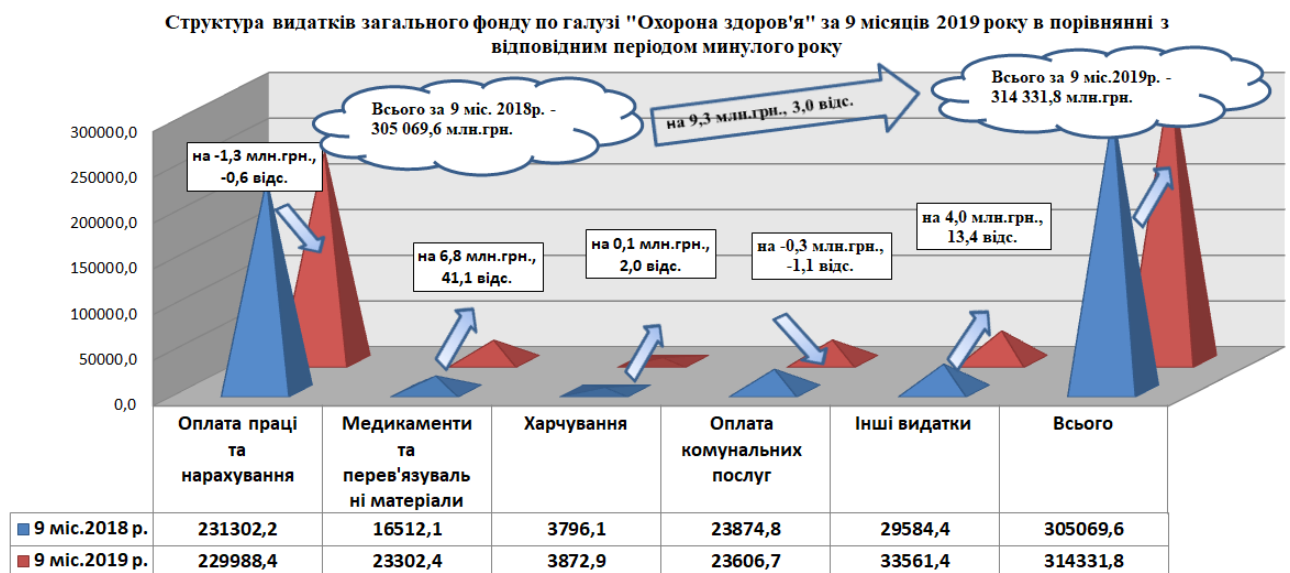 Структура видатків загального фонду по галузі "Охорона здоров'я" за 9 місяців 2019 року в порівнянні з
відповідним періодом минулого року
Всього за 9 міс. 2018р. -
305 069,6 млн.грн.
на 9,3 млн.грн., 3,0 відс.
Всього за 9 міс.2019р. -
314 331,8 млн.грн.
300000,0
250000,0
200000,0
150000,0
100000,0
50000,0
0,0
на -1,3 млн.грн.,
-0,6 відс.
на 6,8 млн.грн.,
41,1 відс.
на 0,1 млн.грн.,
2,0 відс.
на -0,3 млн.грн.,
-1,1 відс.
на 4,0 млн.грн.,
13,4 відс.
Оплата праці
та
нарахування
Медикаменти
та
перев'язуваль
ні матеріали
Харчування
Оплата
комунальних
послуг
Інші видатки
Всього
9 міс.2018 р. 231302,2 16512,1 3796,1 23874,8 29584,4 305069,6
9 міс.2019 р. 229988,4 23302,4 3872,9 23606,7 33561,4 314331,8